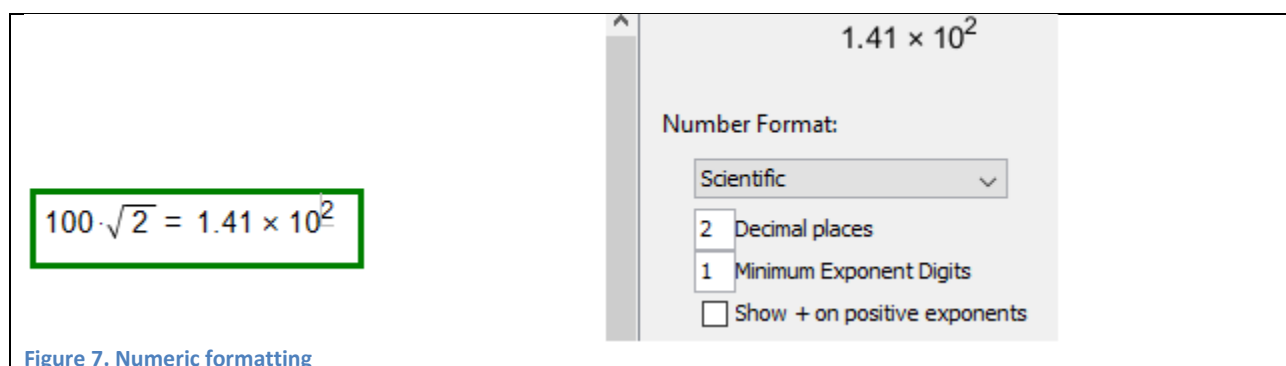 1.41 × 10²
Number Format:
Scientific
100·√2 = 1.41 × 10²
2 Decimal places
1 Minimum Exponent Digits
Show + on positive exponents
Figure 7. Numeric formatting